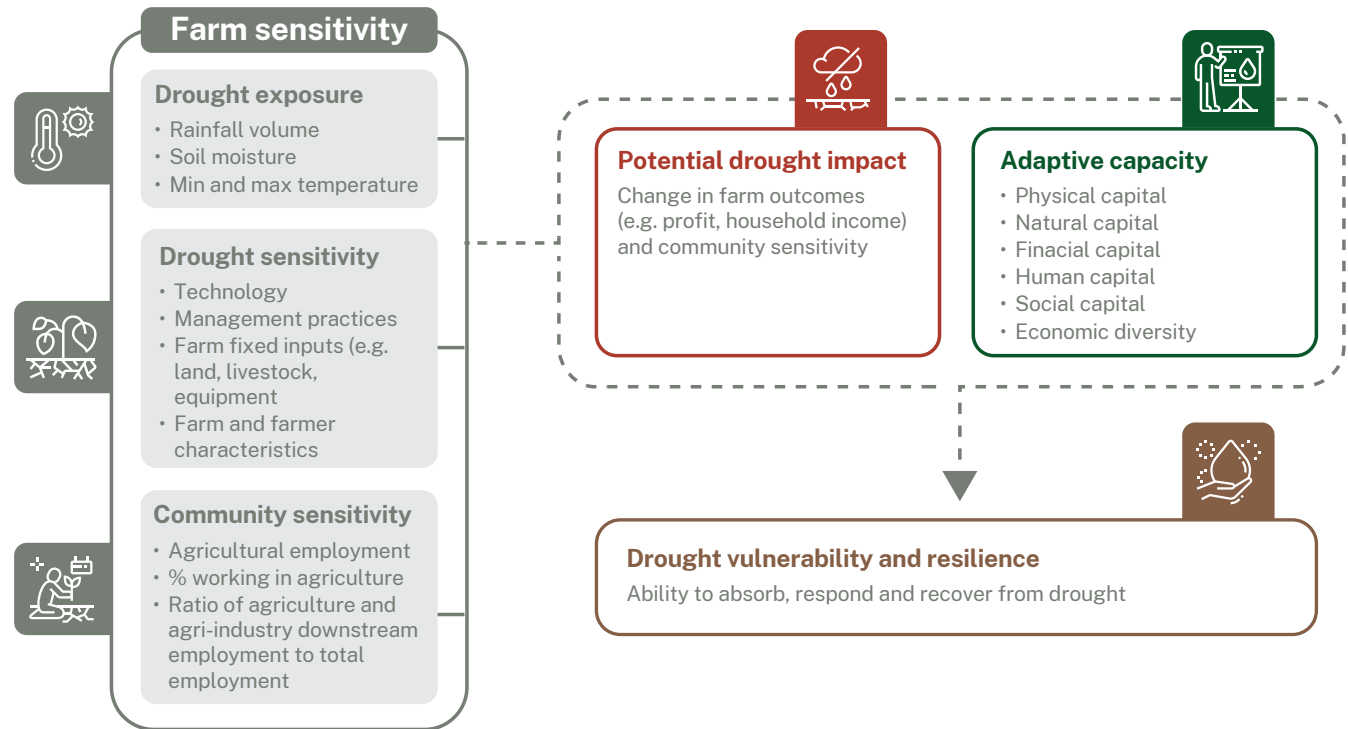 Farm sensitivity
Drought exposure
• Rainfall volume
• Soil moisture
• Min and max temperature
Drought sensitivity
• Technology
• Management practices
• Farm fixed inputs (e.g.
land, livestock,
equipment
• Farm and farmer
characteristics
Community sensitivity
• Agricultural employment
• % working in agriculture
• Ratio of agriculture and
agri-industry downstream
employment to total
employment
Potential drought impact
Change in farm outcomes
(e.g. profit, household income)
and community sensitivity
Adaptive capacity
• Physical capital
• Natural capital
• Finacial capital
• Human capital
• Social capital
• Economic diversity
Drought vulnerability and resilience
Ability to absorb, respond and recover from drought